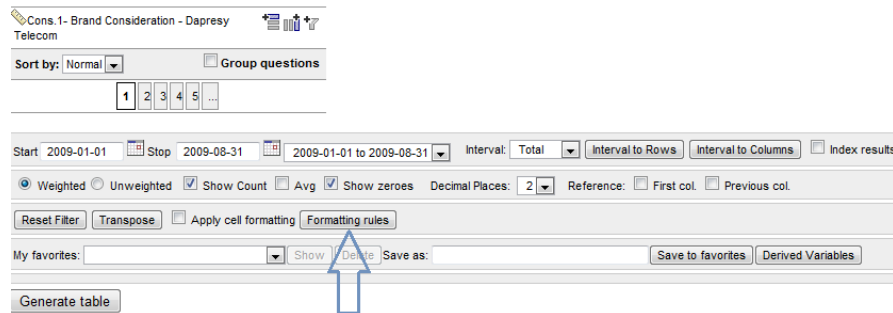 Cons.1- Brand Consideration - Dapresy
Telecom
Sort by: Normal Group questions
1 2 3 4 5 ...
Start 2009-01-01 Stop 2009-08-31 2009-01-01 to 2009-08-31 Interval: Total Interval to Rows Interval to Columns Index results
Weighted Unweighted Show Count Avg Show zeroes Decimal Places: 2 Reference: First col. Previous col.
Reset Filter Transpose Apply cell formatting Formatting rules
My favorites: Show Delete Save as: Save to favorites Derived Variables
Generate table